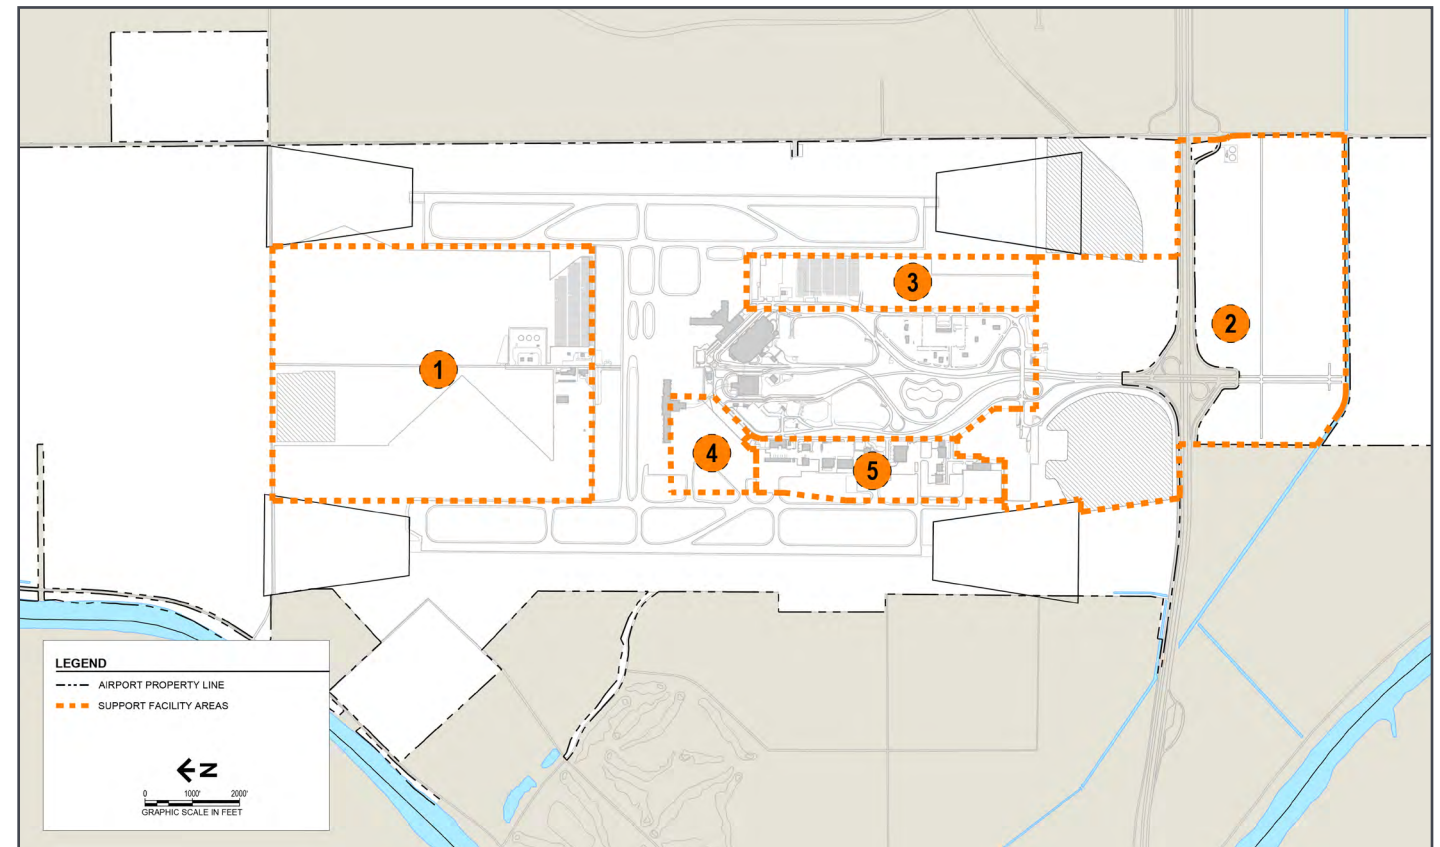 3
2
1
4
5
LEGEND
AIRPORT PROPERTY LINE
SUPPORT FACILITY AREAS
N
0 1000' 2000'
GRAPHIC SCALE IN FEET